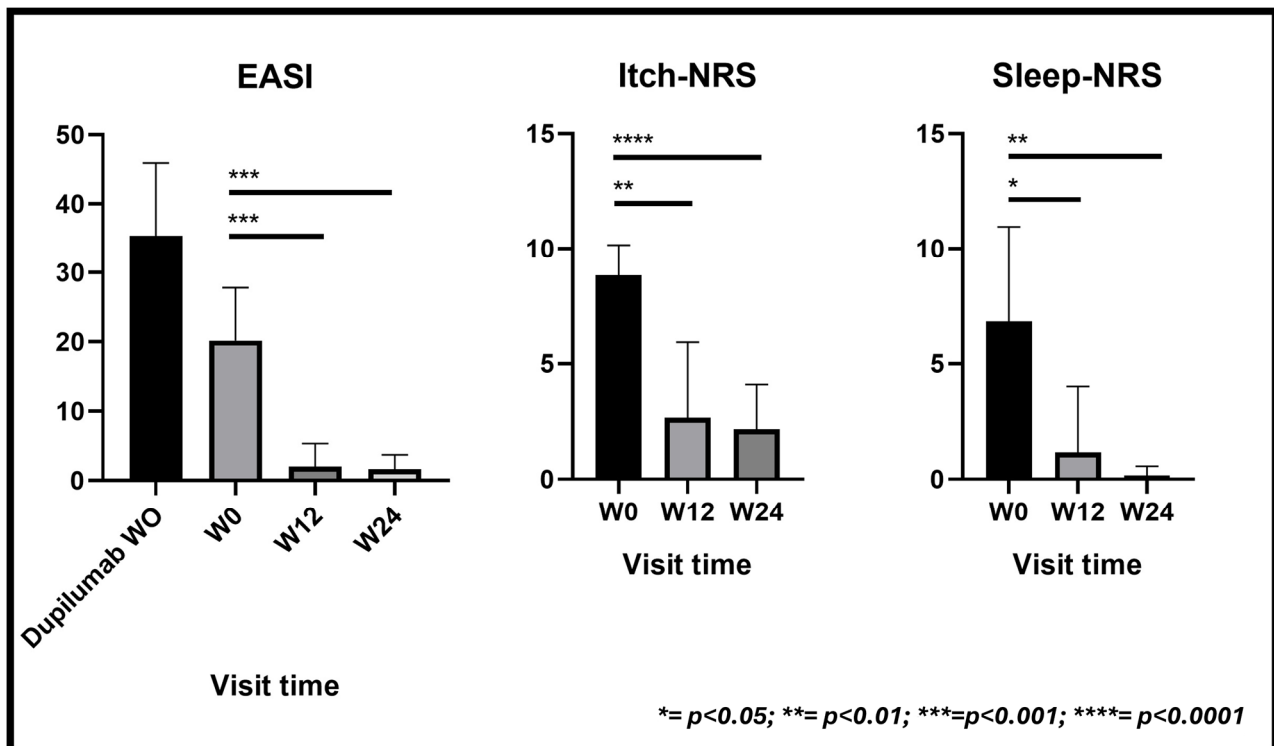 EASI
50
40
30
20
10
0
***
***
Dupilumab WO
W0
W12
W24
Visit time
Itch-NRS
15
10
5
0
****
**
W0 W12 W24
Visit time
Sleep-NRS
15
10
5
0
**
*
W0 W12 W24
Visit time
*= p<0.05; **= p<0.01; ***=p<0.001; ****= p<0.0001